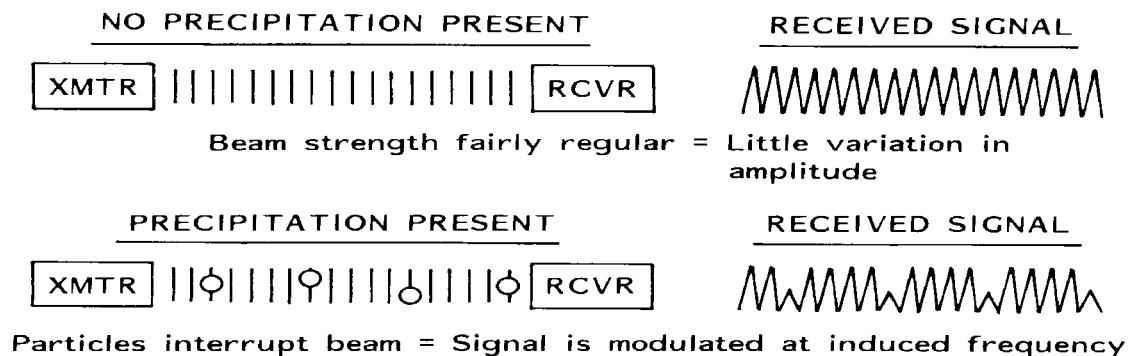 NO PRECIPITATION PRESENT RECEIVED SIGNAL
XMTR RCVR
Beam strength fairly regular = Little variation in
amplitude
PRECIPITATION PRESENT RECEIVED SIGNAL
XMTR RCVR
Particles interrupt beam = Signal is modulated at induced frequency